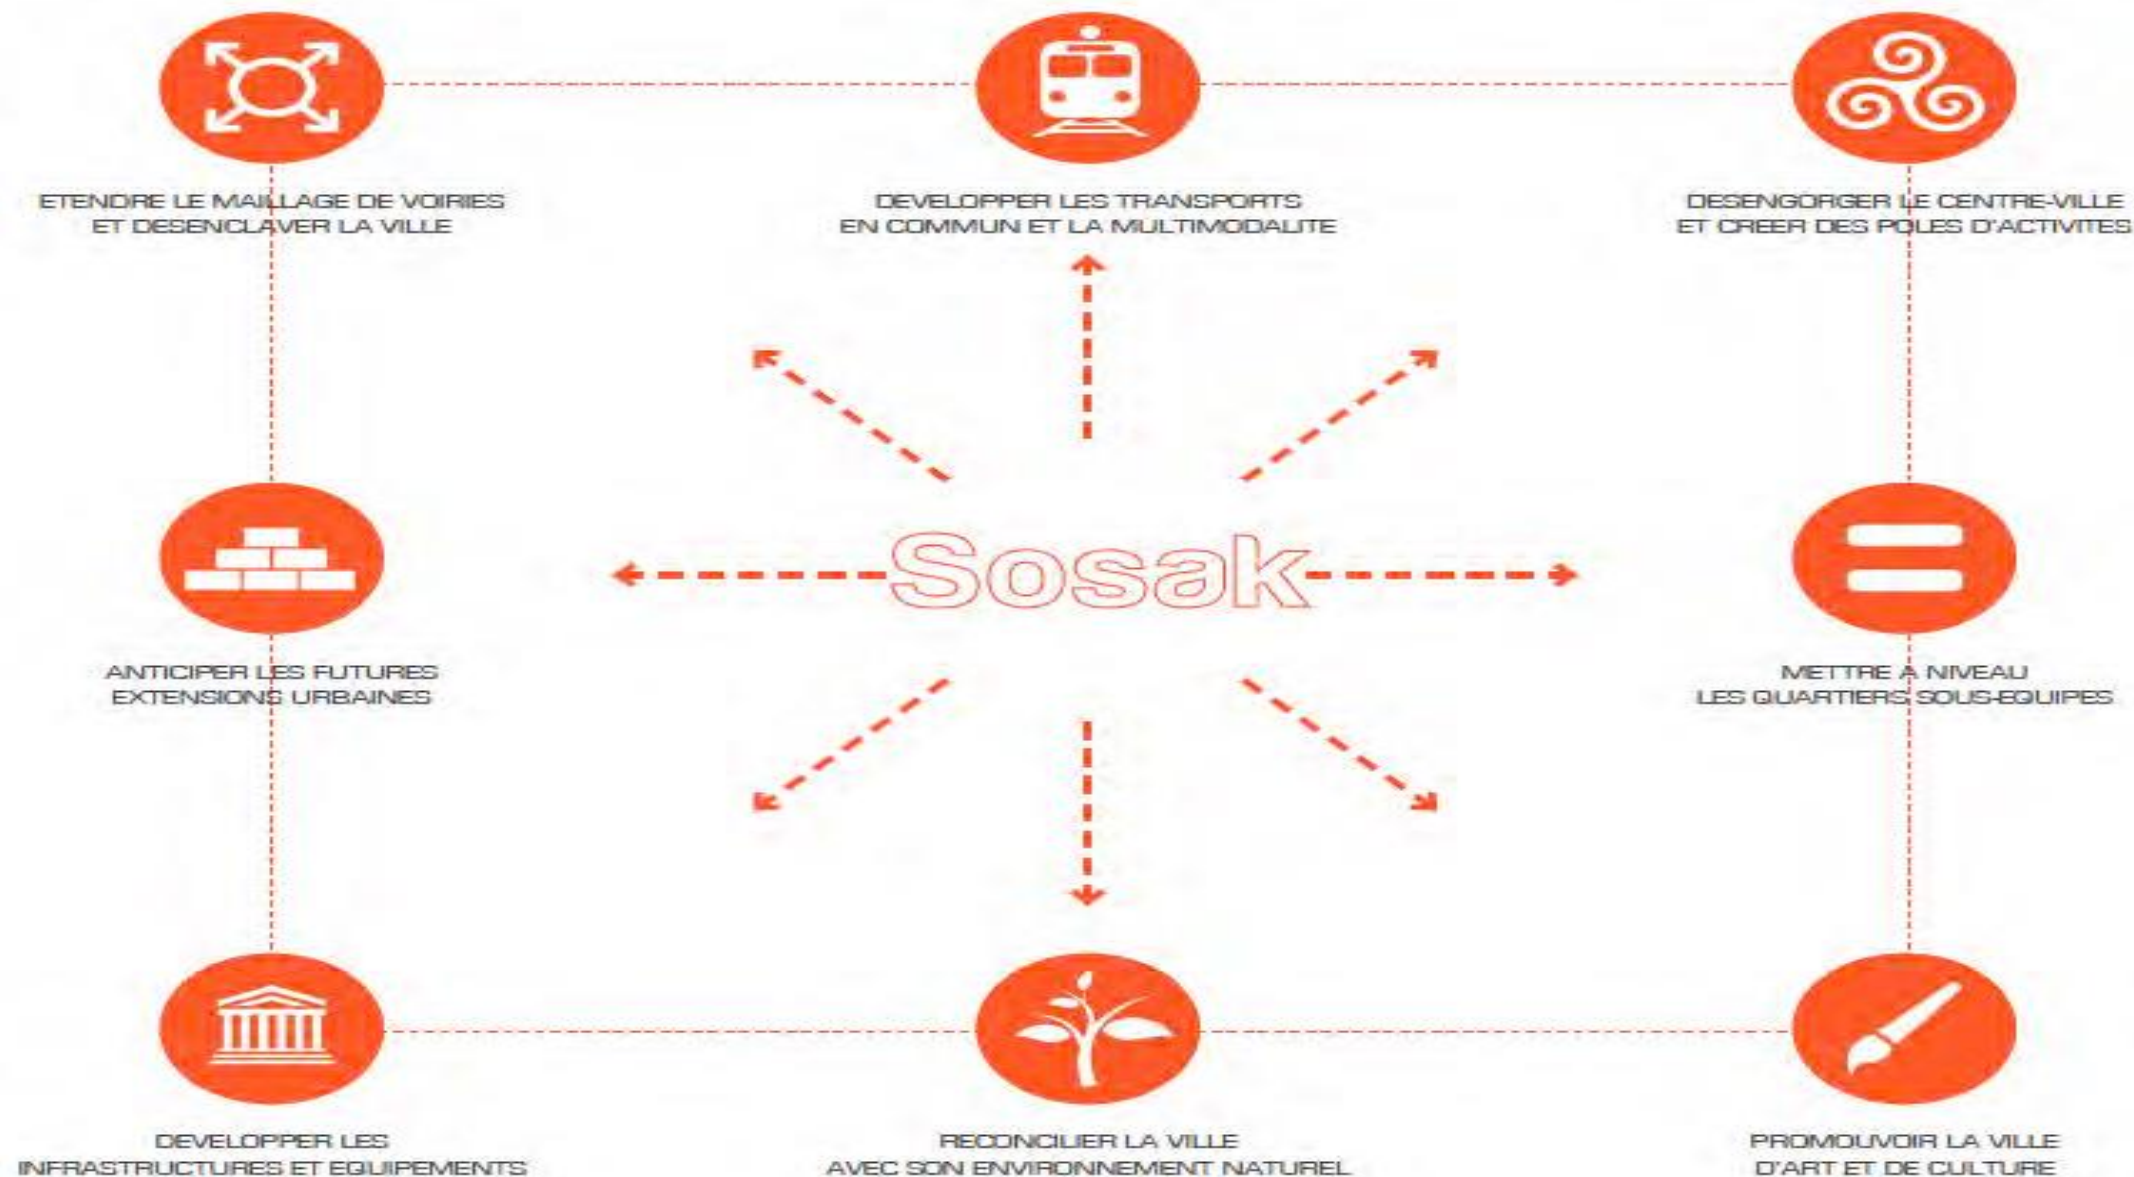 ETENDRE LE MAILLAGE DE VOIRIES
ET DESENCLAVER LA VILLE
DEVELOPPER LES TRANSPORTS
EN COMMUN ET LA MULTIMODALITE
DESENGORGER LE CENTRE-VILLE
ET CREER DES POLES D'ACTIVITES
Sosak
ANTICIPER LES FUTURES
EXTENSIONS URBAINES
METTRE A NIVEAU
LES QUARTIERS SOUS-EQUIPES
DEVELOPPER LES
INFRASTRUCTURES ET EQUIPEMENTS
RECONCILIER LA VILLE
AVEC SON ENVIRONNEMENT NATUREL
PROMOUVOIR LA VILLE
D'ART ET DE CULTURE